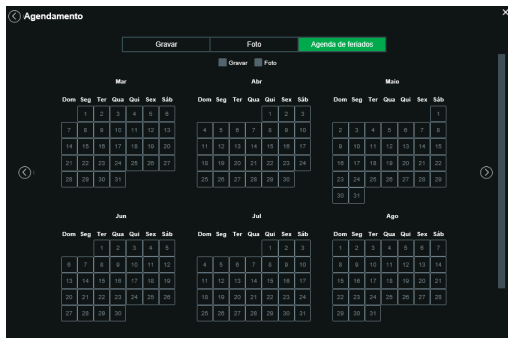 Agendamento
Gravar Foto Agenda de feriados
Gravar Foto
Mar Abr Maio
Dom Seg Ter Qua Qui Sex Sáb Dom Seg Ter Qua Qui Sex Sáb Dom Seg Ter Qua Qui Sex Sáb
1 2 3 4 5 6 1 2 3 1
7 8 9 10 11 12 13 4 5 6 7 8 9 10 2 3 4 5 6 7 8
14 15 16 17 18 19 20 11 12 13 14 15 16 17 9 10 11 12 13 14 15
21 22 23 24 25 26 27 18 19 20 21 22 23 24 16 17 18 19 20 21 22
28 29 30 31 25 26 27 28 29 30 23 24 25 26 27 28 29
30 31
Jun Jul Ago
Dom Seg Ter Qua Qui Sex Sáb Dom Seg Ter Qua Qui Sex Sáb Dom Seg Ter Qua Qui Sex Sáb
1 2 3 4 5 1 2 3 1 2 3 4 5 6 7
6 7 8 9 10 11 12 4 5 6 7 8 9 10 8 9 10 11 12 13 14
13 14 15 16 17 18 19 11 12 13 14 15 16 17 15 16 17 18 19 20 21
20 21 22 23 24 25 26 18 19 20 21 22 23 24 22 23 24 25 26 27 28
27 28 29 30 25 26 27 28 29 30 31 29 30 31